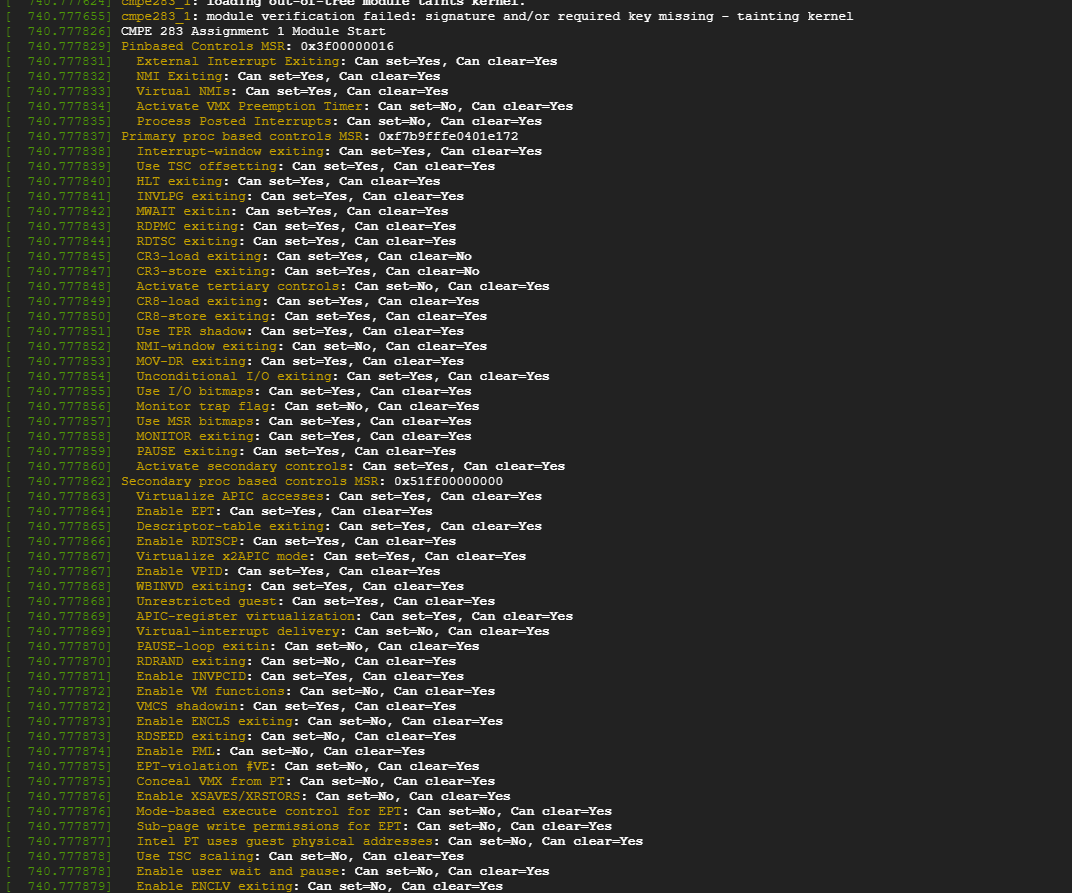 [  740.777624] cmpe283_1: loading out-of-tree module taints kernel.
[  740.777655] cmpe283_1: module verification failed: signature and/or required key missing - tainting kernel
[  740.777826] CMPE 283 Assignment 1 Module Start
[  740.777829] Pinbased Controls MSR: 0x3f00000016
[  740.777831]   External Interrupt Exiting: Can set=Yes, Can clear=Yes
[  740.777832]   NMI Exiting: Can set=Yes, Can clear=Yes
[  740.777833]   Virtual NMIs: Can set=Yes, Can clear=Yes
[  740.777834]   Activate VMX Preemption Timer: Can set=No, Can clear=Yes
[  740.777835]   Process Posted Interrupts: Can set=No, Can clear=Yes
[  740.777837] Primary proc based controls MSR: 0xf7b9fffe0401e172
[  740.777838]   Interrupt-window exiting: Can set=Yes, Can clear=Yes
[  740.777839]   Use TSC offsetting: Can set=Yes, Can clear=Yes
[  740.777840]   HLT exiting: Can set=Yes, Can clear=Yes
[  740.777841]   INVLPG exiting: Can set=Yes, Can clear=Yes
[  740.777842]   MWAIT exitin: Can set=Yes, Can clear=Yes
[  740.777843]   RDPMC exiting: Can set=Yes, Can clear=Yes
[  740.777844]   RDTSC exiting: Can set=Yes, Can clear=Yes
[  740.777845]   CR3-load exiting: Can set=Yes, Can clear=No
[  740.777847]   CR3-store exiting: Can set=Yes, Can clear=No
[  740.777848]   Activate tertiary controls: Can set=No, Can clear=Yes
[  740.777849]   CR8-load exiting: Can set=Yes, Can clear=Yes
[  740.777850]   CR8-store exiting: Can set=Yes, Can clear=Yes
[  740.777851]   Use TPR shadow: Can set=Yes, Can clear=Yes
[  740.777852]   NMI-window exiting: Can set=No, Can clear=Yes
[  740.777853]   MOV-DR exiting: Can set=Yes, Can clear=Yes
[  740.777854]   Unconditional I/O exiting: Can set=Yes, Can clear=Yes
[  740.777855]   Use I/O bitmaps: Can set=Yes, Can clear=Yes
[  740.777856]   Monitor trap flag: Can set=No, Can clear=Yes
[  740.777857]   Use MSR bitmaps: Can set=Yes, Can clear=Yes
[  740.777858]   MONITOR exiting: Can set=Yes, Can clear=Yes
[  740.777859]   PAUSE exiting: Can set=Yes, Can clear=Yes
[  740.777860]   Activate secondary controls: Can set=Yes, Can clear=Yes
[  740.777862] Secondary proc based controls MSR: 0x51ff00000000
[  740.777863]   Virtualize APIC accesses: Can set=Yes, Can clear=Yes
[  740.777864]   Enable EPT: Can set=Yes, Can clear=Yes
[  740.777865]   Descriptor-table exiting: Can set=Yes, Can clear=Yes
[  740.777866]   Enable RDTSCP: Can set=Yes, Can clear=Yes
[  740.777867]   Virtualize x2APIC mode: Can set=Yes, Can clear=Yes
[  740.777867]   Enable VPID: Can set=Yes, Can clear=Yes
[  740.777868]   WBINVD exiting: Can set=Yes, Can clear=Yes
[  740.777868]   Unrestricted guest: Can set=Yes, Can clear=Yes
[  740.777869]   APIC-register virtualization: Can set=Yes, Can clear=Yes
[  740.777869]   Virtual-interrupt delivery: Can set=No, Can clear=Yes
[  740.777870]   PAUSE-loop exitin: Can set=No, Can clear=Yes
[  740.777870]   RDRAND exiting: Can set=No, Can clear=Yes
[  740.777871]   Enable INVPCID: Can set=Yes, Can clear=Yes
[  740.777872]   Enable VM functions: Can set=No, Can clear=Yes
[  740.777872]   VMCS shadowin: Can set=Yes, Can clear=Yes
[  740.777873]   Enable ENCLS exiting: Can set=No, Can clear=Yes
[  740.777873]   RDSEED exiting: Can set=No, Can clear=Yes
[  740.777874]   Enable PML: Can set=No, Can clear=Yes
[  740.777875]   EPT-violation #VE: Can set=No, Can clear=Yes
[  740.777875]   Conceal VMX from PT: Can set=No, Can clear=Yes
[  740.777876]   Enable XSAVES/XRSTORS: Can set=No, Can clear=Yes
[  740.777876]   Mode-based execute control for EPT: Can set=No, Can clear=Yes
[  740.777877]   Sub-page write permissions for EPT: Can set=No, Can clear=Yes
[  740.777877]   Intel PT uses guest physical addresses: Can set=No, Can clear=Yes
[  740.777878]   Use TSC scaling: Can set=No, Can clear=Yes
[  740.777878]   Enable user wait and pause: Can set=No, Can clear=Yes
[  740.777879]   Enable ENCLV exiting: Can set=No, Can clear=Yes